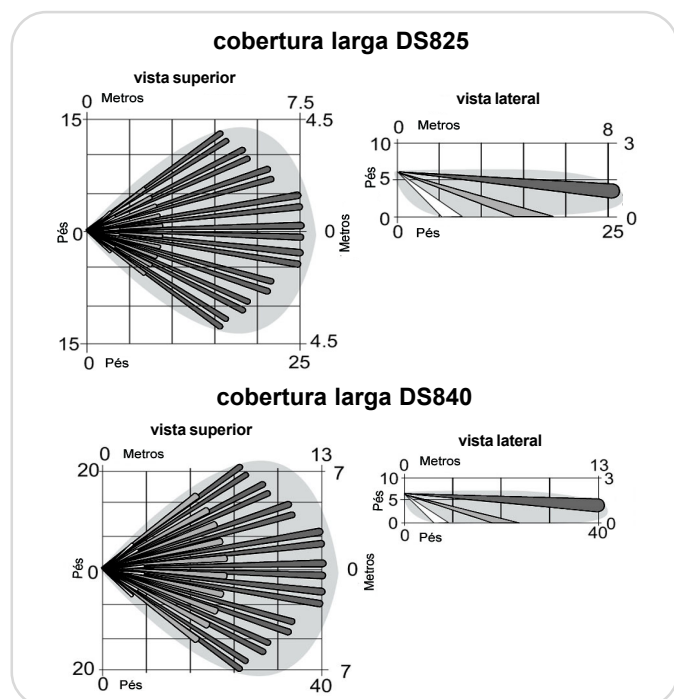 cobertura larga DS825
vista superior
0 Metros 7.5
15 4.5
Pés 0 0 Metros
15 4.5
0 Pés 25
vista lateral
0 Metros 8
10 3
Pés 5
0 0
0 Pés 25
cobertura larga DS840
vista superior
0 Metros 13
20 7
Pés 0 0 Metros
20 7
0 Pés 40
vista lateral
0 Metros 13
10 3
Pés 5
0 0
0 Pés 40